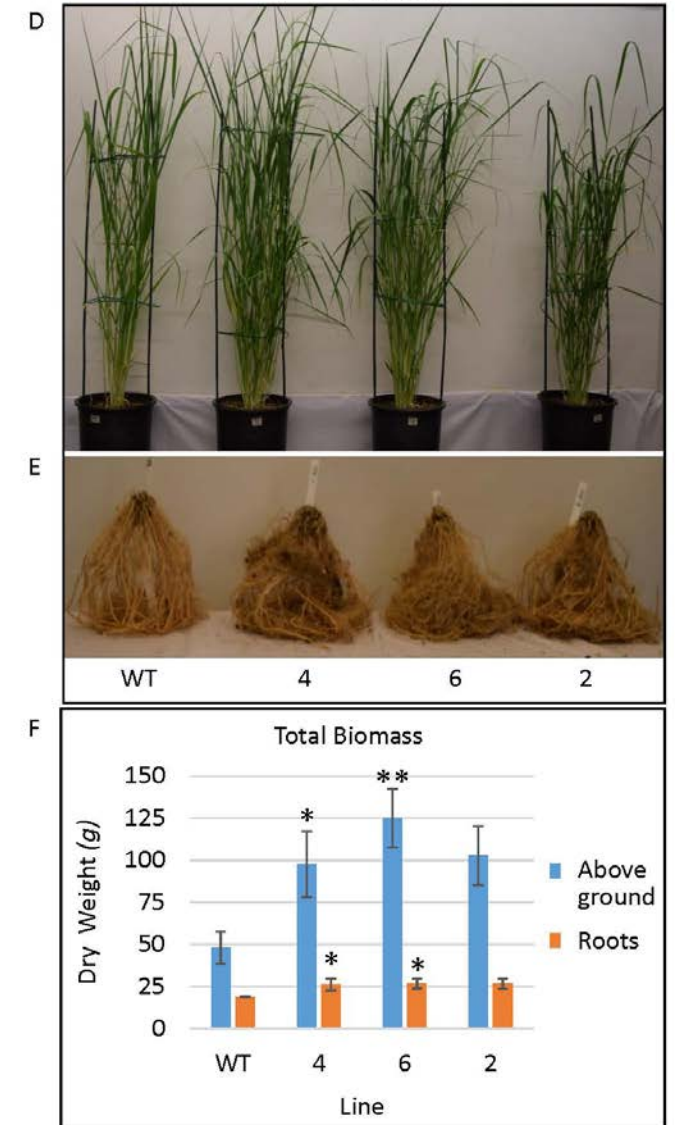 D
E
WT 4 6 2
F
Total Biomass
150
125
100
75
50
25
0
Dry Weight (g)
*
*
**
*
Above
ground
Roots
WT 4 6 2
Line